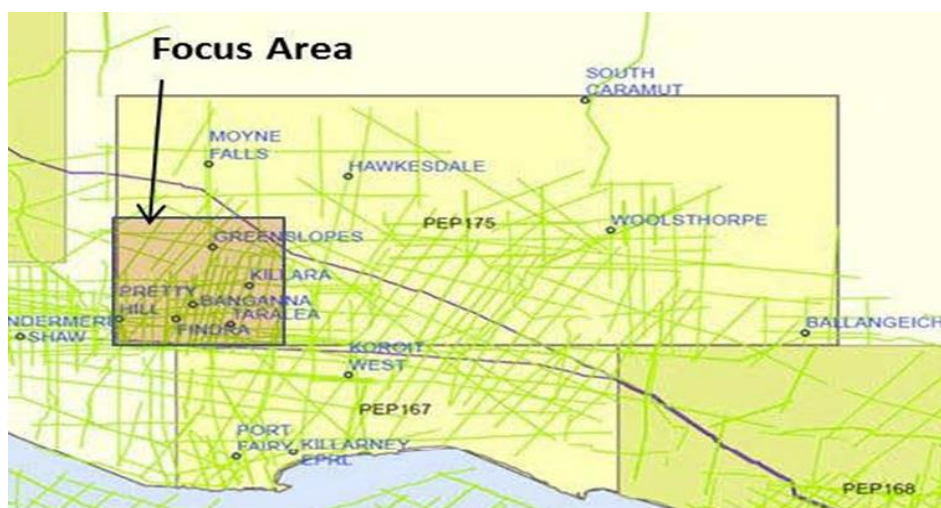 Focus Area
SOUTH
CARAMUT
MOYNE
FALLS
HAWKESDALE
PEP175
WOOLSTHORPE
GREENSLOPES
KILLARA
PRETTY
HILL
BANGANNA
TARALEA
FINDRA
NDERMERE
SHAW
BALLANGEICH
KOROIT
WEST
PEP167
PORT
FAIRY
KILLARNEY
EPRL
PEP168